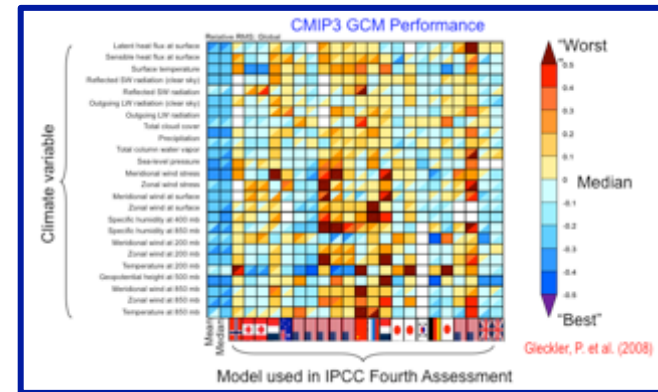 CMIP3 GCM Performance
Relative RMS: Global
Latent heat flux at surface
Sensible heat flux at surface
Surface temperature
Reflected SW radiation (clear sky)
Reflected SW radiation
Outgoing LW radiation (clear sky)
Outgoing LW radiation
Total cloud cover
Precipitation
Total column water vapor
Sea-level pressure
Meridional wind stress
Zonal wind stress
Meridional wind at surface
Zonal wind at surface
Specific humidity at 400 mb
Specific humidity at 850 mb
Meridional wind at 200 mb
Zonal wind at 200 mb
Temperature at 200 mb
Geopotential height at 500 mb
Meridional wind at 850 mb
Zonal wind at 850 mb
Temperature at 850 mb
Climate variable
Mean
Median
Model used in IPCC Fourth Assessment
"Worst
0.5
0.3
0.2
0.1
0
-0.1
-0.2
-0.3
-0.4
-0.5
Median
"Best"
Gleckler, P. et al. (2008)